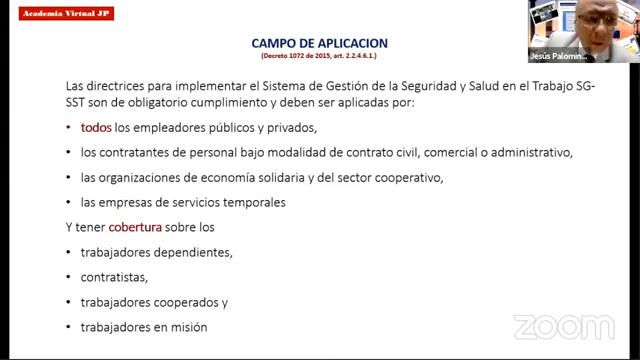 Academia Virtual JP
CAMPO DE APLICACION
(Decreto 1072 de 2015, art. 2.2.4.6.1.)
Jesús Palomin...
Las directrices para implementar el Sistema de Gestión de la Seguridad y Salud en el Trabajo SG-
SST son de obligatorio cumplimiento y deben ser aplicadas por:
• todos los empleadores públicos y privados,
• los contratantes de personal bajo modalidad de contrato civil, comercial o administrativo,
• las organizaciones de economía solidaria y del sector cooperativo,
• las empresas de servicios temporales
Y tener cobertura sobre los
• trabajadores dependientes,
• contratistas,
• trabajadores cooperados y
• trabajadores en misión
zoom